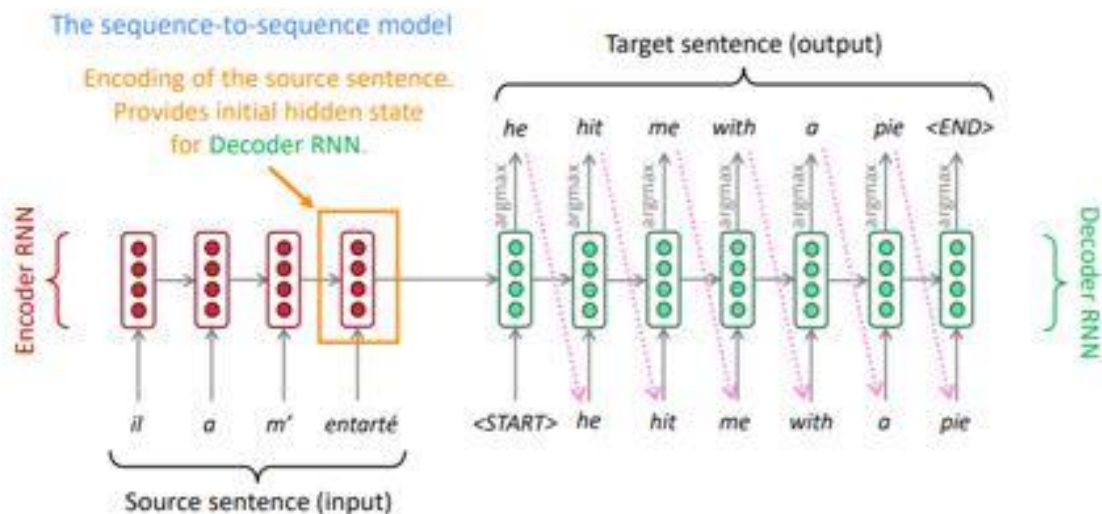 The sequence-to-sequence model
Encoding of the source sentence.
Provides initial hidden state
for Decoder RNN.
Target sentence (output)
he hit me with a pie <END>
argmax argmax argmax argmax argmax argmax argmax
Encoder RNN
Decoder RNN
il a m' entarté
<START> he hit me with a pie
Source sentence (input)